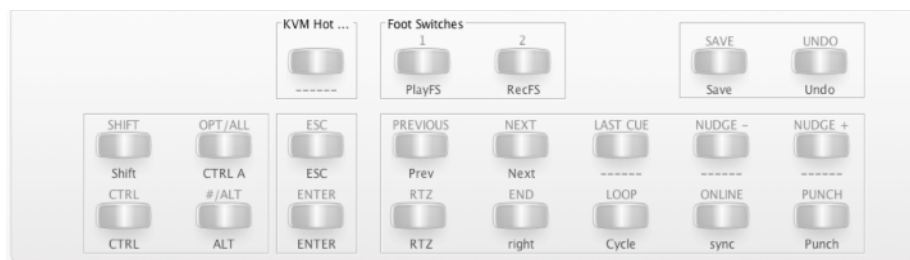 KVM Hot ... Foot Switches
1 2 SAVE UNDO
------ PlayFS RecFS Save Undo
SHIFT OPT/ALL ESC PREVIOUS NEXT LAST CUE NUDGE - NUDGE +
Shift CTRL A ESC Prev Next ------ ------ ------
CTRL #/ALT ENTER RTZ END LOOP ONLINE PUNCH
CTRL ALT ENTER RTZ right Cycle sync Punch